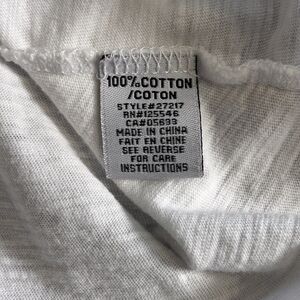 100%COTTON
/COTON
STYLE#27217
RN#125546
CA#05693
MADE IN CHINA
FAIT EN CHINE
SEE REVERSE
FOR CARE
INSTRUCTIONS